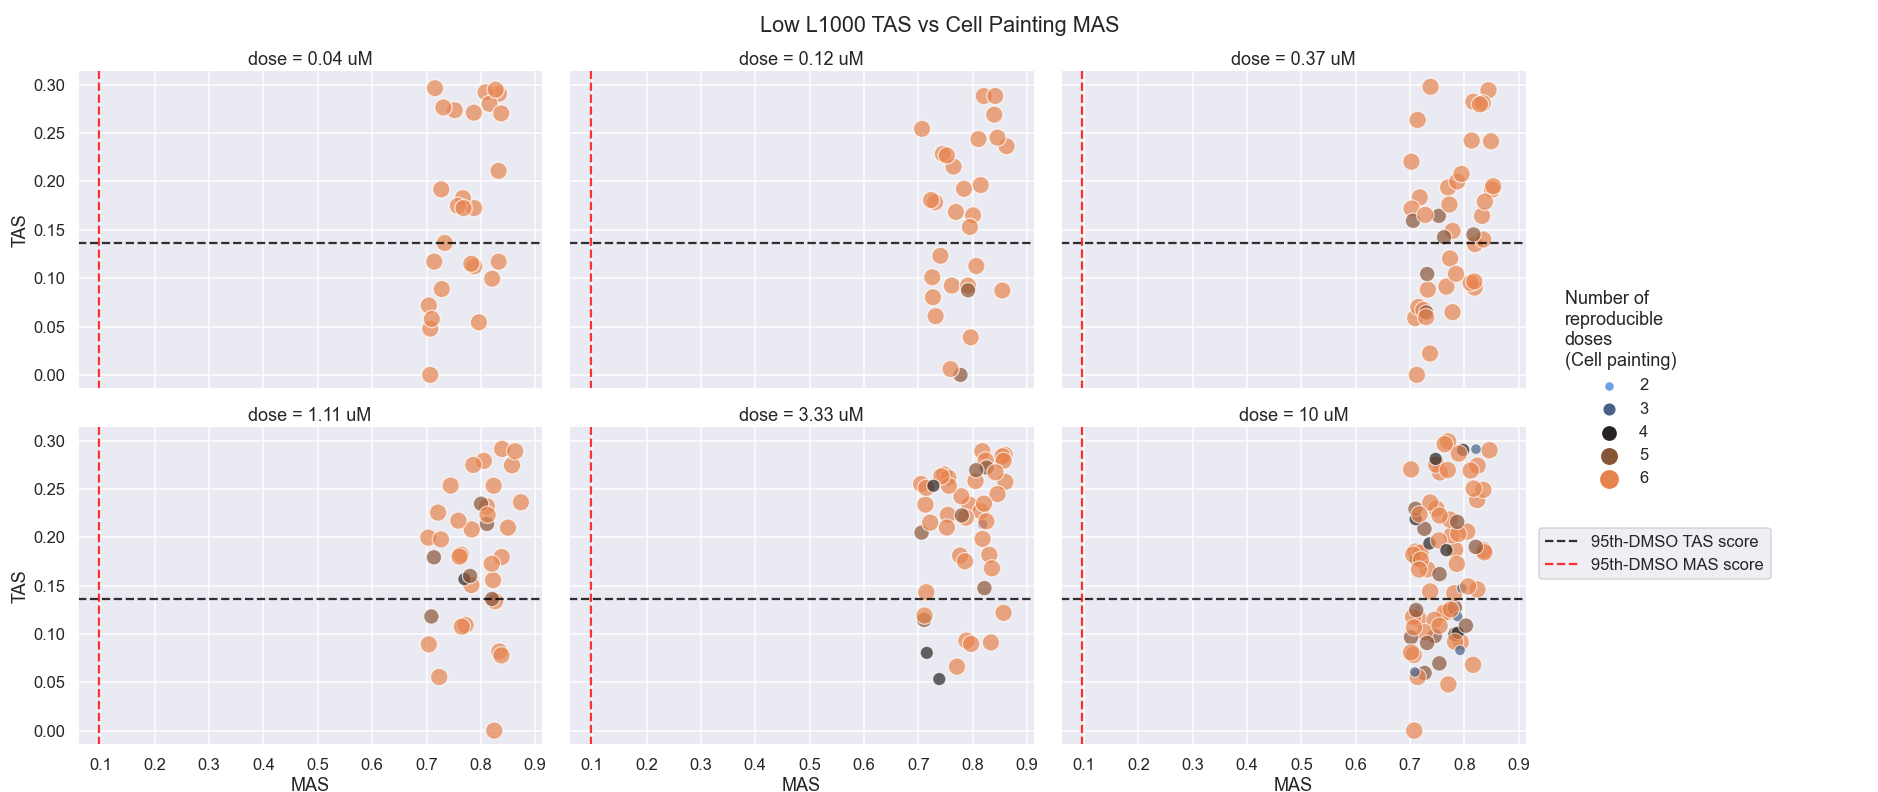 Low L1000 TAS vs Cell Painting MAS
dose = 0.04 uM
dose = 0.12 uM
dose = 0.37 uM
0.30
0.25
0.20
0.15
0.10
0.05
0.00
TAS
dose = 1.11 uM
dose = 3.33 uM
dose = 10 uM
0.30
0.25
0.20
0.15
0.10
0.05
0.00
TAS
0.1 0.2 0.3 0.4 0.5 0.6 0.7 0.8 0.9
0.1 0.2 0.3 0.4 0.5 0.6 0.7 0.8 0.9
0.1 0.2 0.3 0.4 0.5 0.6 0.7 0.8 0.9
MAS
MAS
MAS
Number of
reproducible
doses
(Cell painting)
2
3
4
5
6
95th-DMSO TAS score
95th-DMSO MAS score